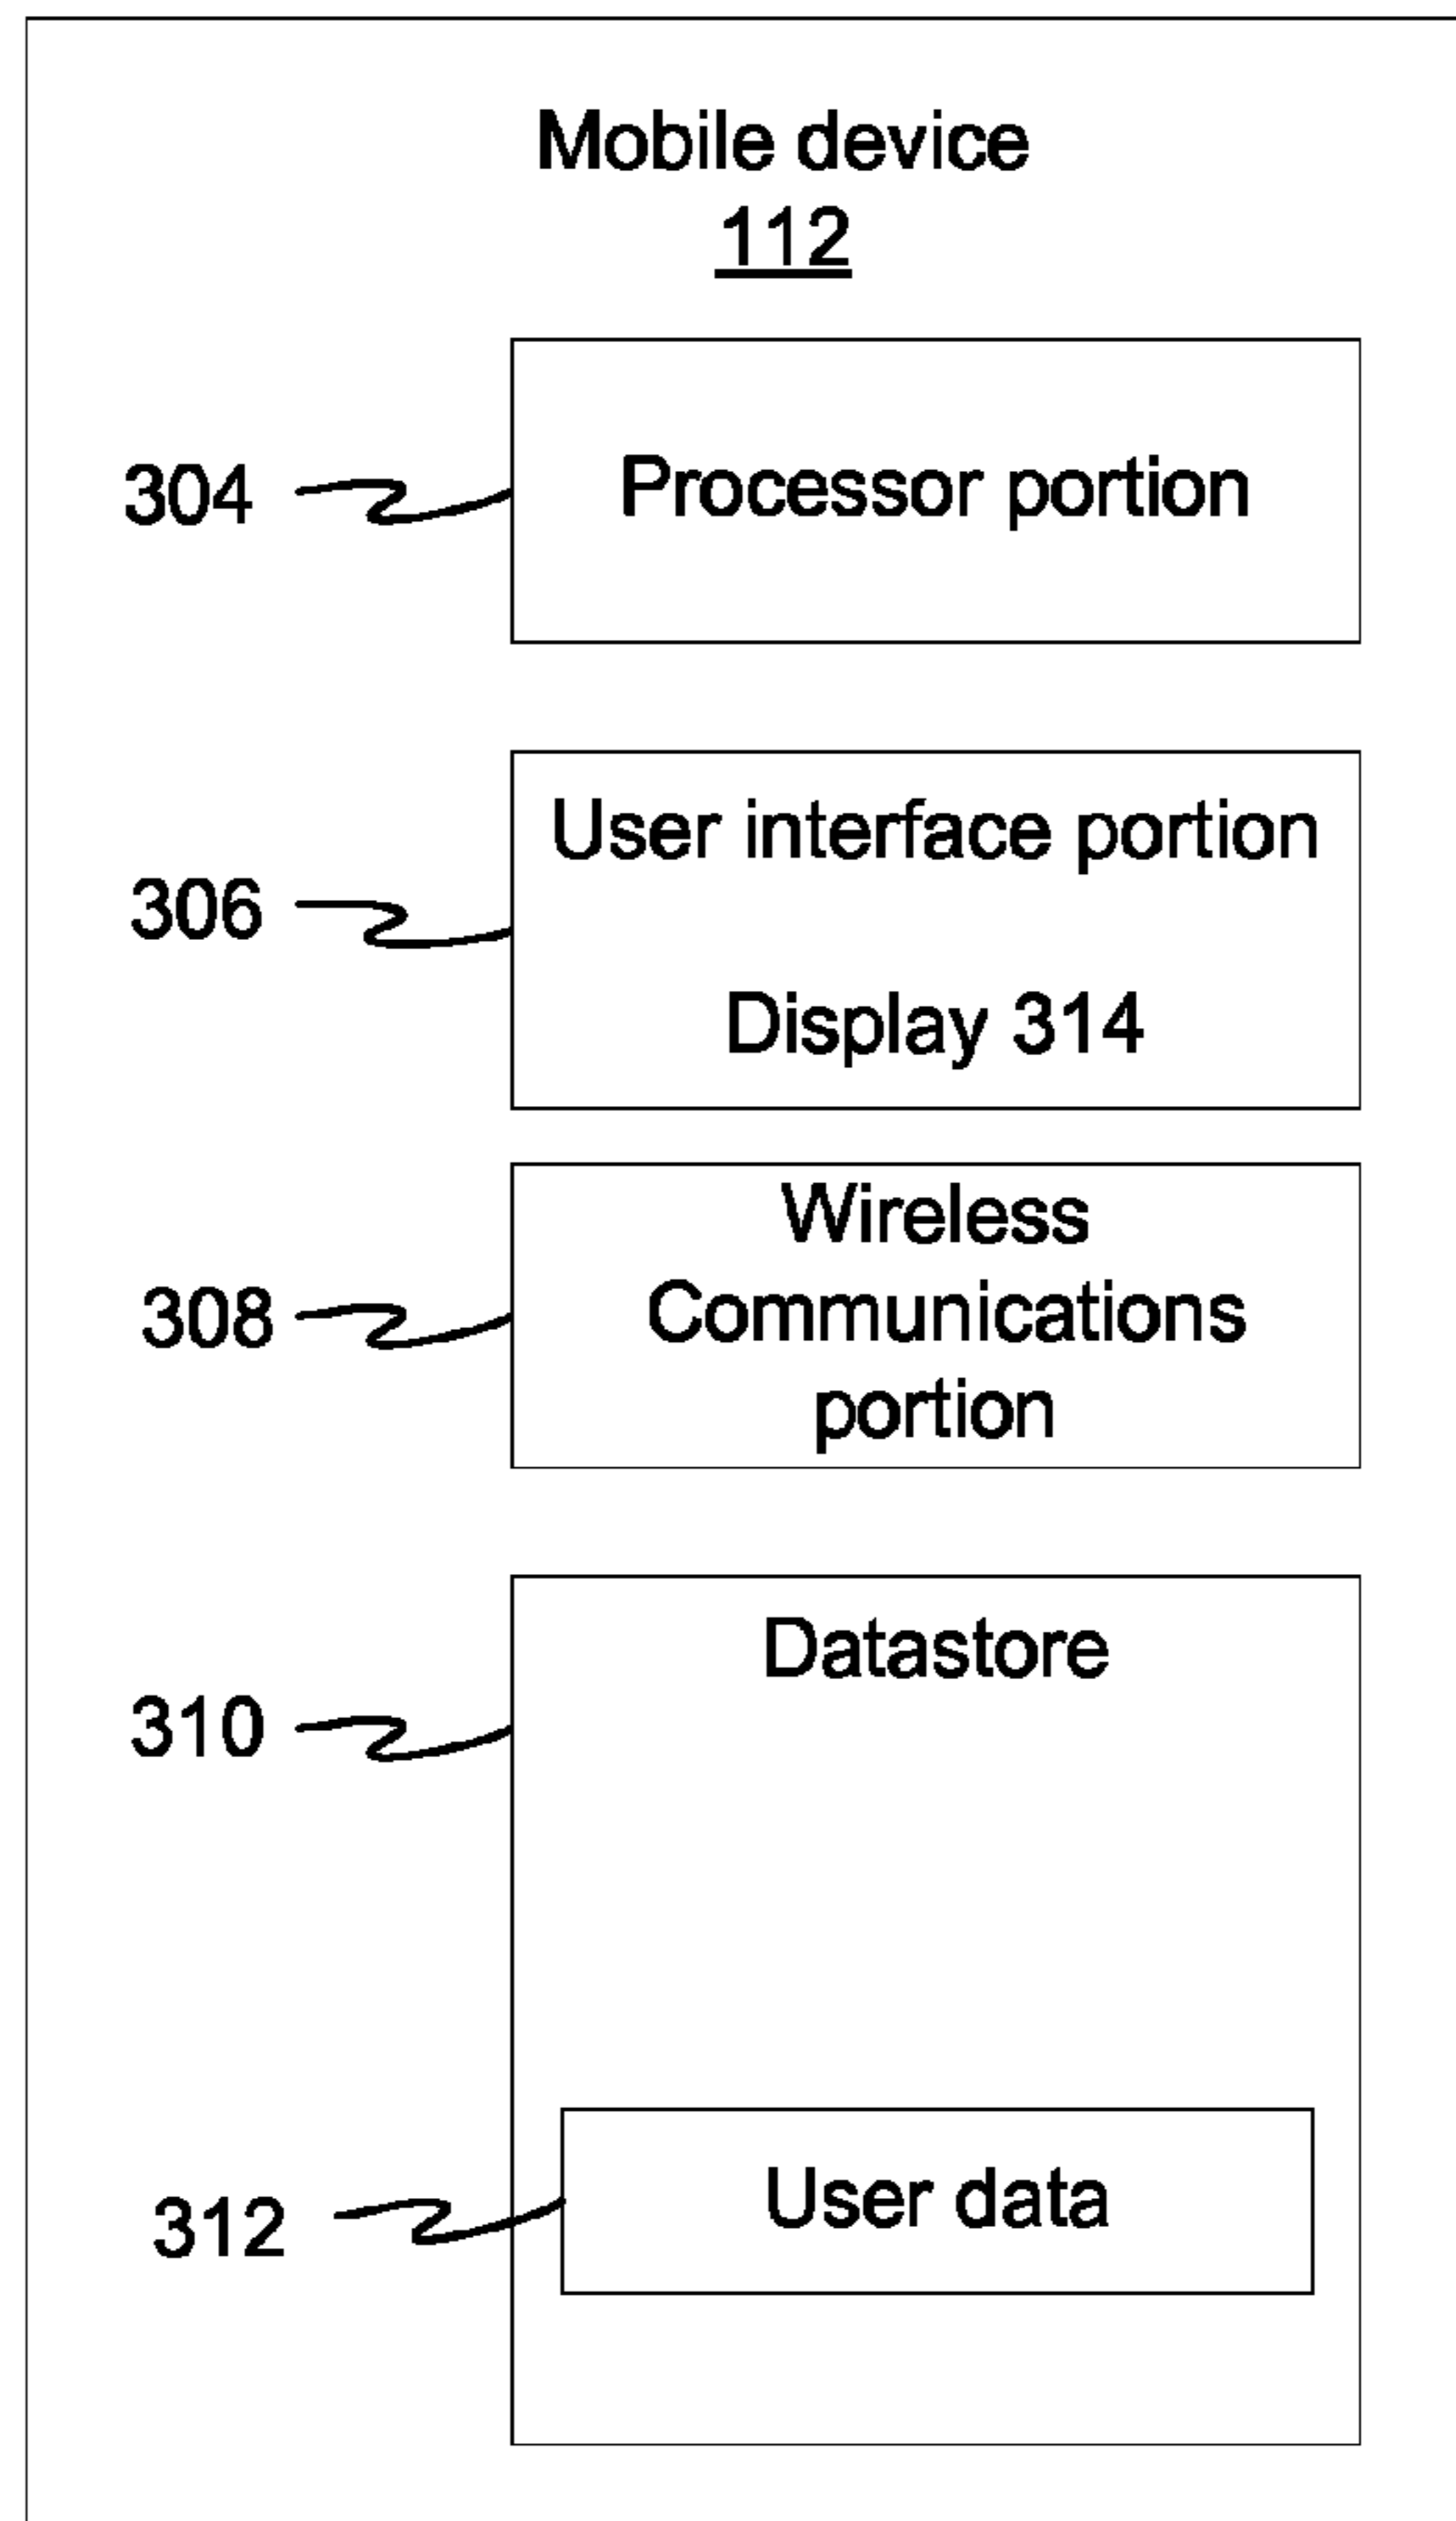 Mobile device
112
304
Processor portion
User interface portion
306
Display 314
Wireless
308
Communications
portion
Datastore
310
User data
312